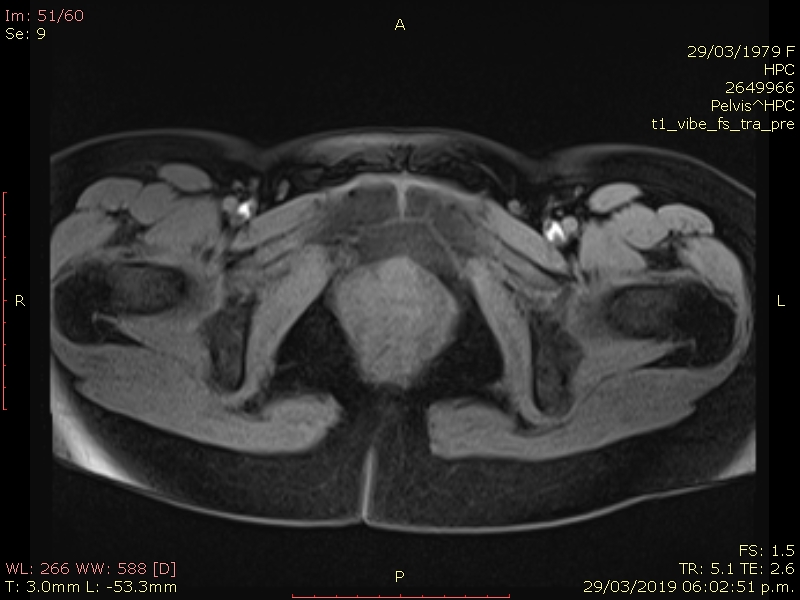 Im: 51/60
Se: 9
A
29/03/1979 F
HPC
2649966
Pelvis^HPC
t1_vibe_fs_tra_pre
R
L
WL: 266 WW: 588 [D]
T: 3.0mm L: -53.3mm
P
FS: 1.5
TR: 5.1 TE: 2.6
29/03/2019 06:02:51 p.m.